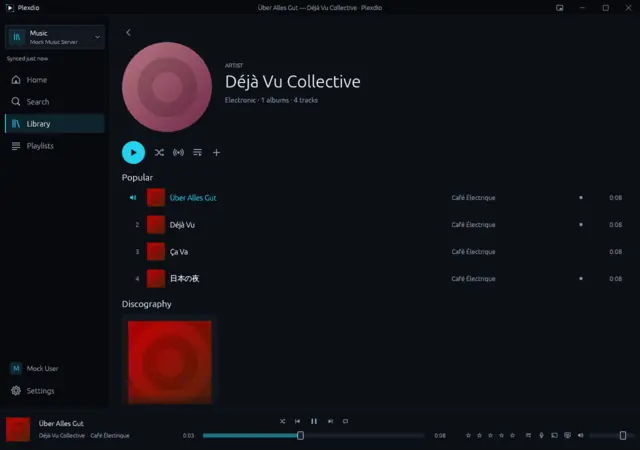 Plexdio
Über Alles Gut — Déjà Vu Collective · Plexdio
Music
Mock Music Server
Synced just now
Home
Search
Library
Playlists
ARTIST
Déjà Vu Collective
Electronic · 1 albums · 4 tracks
Popular
Über Alles Gut Café Électrique 0:08
2 Déjà Vu Café Électrique 0:08
3 Ça Va Café Électrique 0:08
4 日本の夜 Café Électrique 0:08
Discography
M Mock User
Settings
Über Alles Gut
Déjà Vu Collective · Café Électrique
0:03
0:08